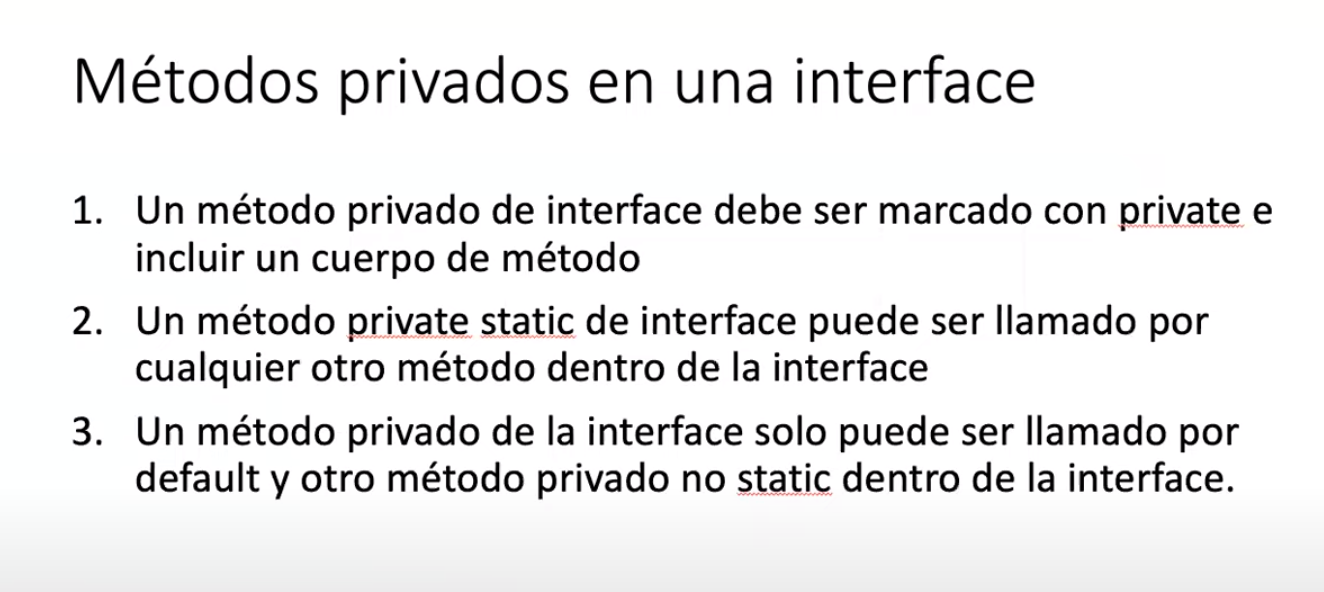 Métodos privados en una interface
1. Un método privado de interface debe ser marcado con private e
incluir un cuerpo de método
2. Un método private static de interface puede ser llamado por
cualquier otro método dentro de la interface
3. Un método privado de la interface solo puede ser llamado por
default y otro método privado no static dentro de la interface.